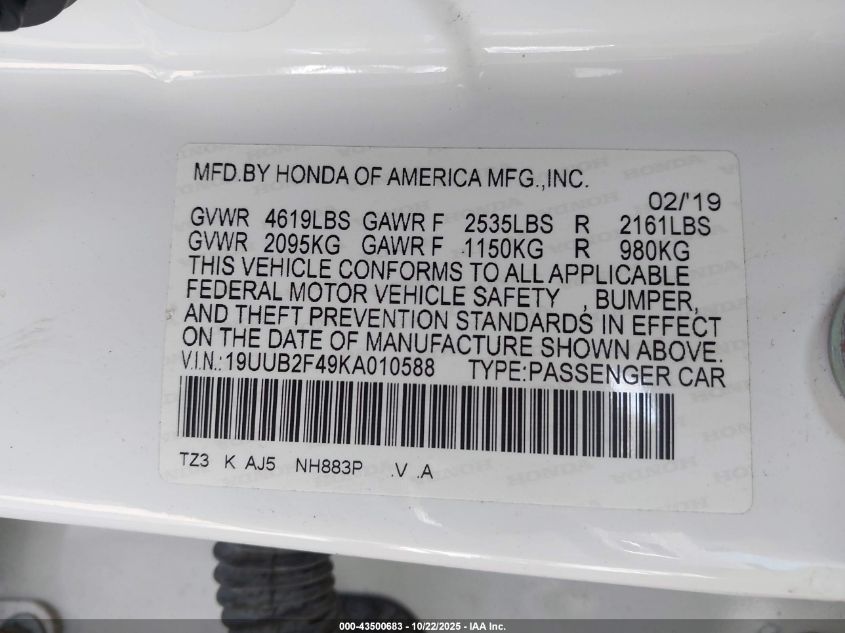 MFD.BY HONDA OF AMERICA MFG.,INC.
02/'19
GVWR 4619LBS GAWR F 2535LBS R 2161LBS
GVWR 2095KG GAWR F 1150KG R 980KG
THIS VEHICLE CONFORMS TO ALL APPLICABLE
FEDERAL MOTOR VEHICLE SAFETY , BUMPER,
AND THEFT PREVENTION STANDARDS IN EFFECT
ON THE DATE OF MANUFACTURE SHOWN ABOVE.
V.I.N.:19UUB2F49KA010588 TYPE:PASSENGER CAR
TZ3 K AJ5 NH883P .V .A
000-43500683 - 10/22/2025 - IAA Inc.